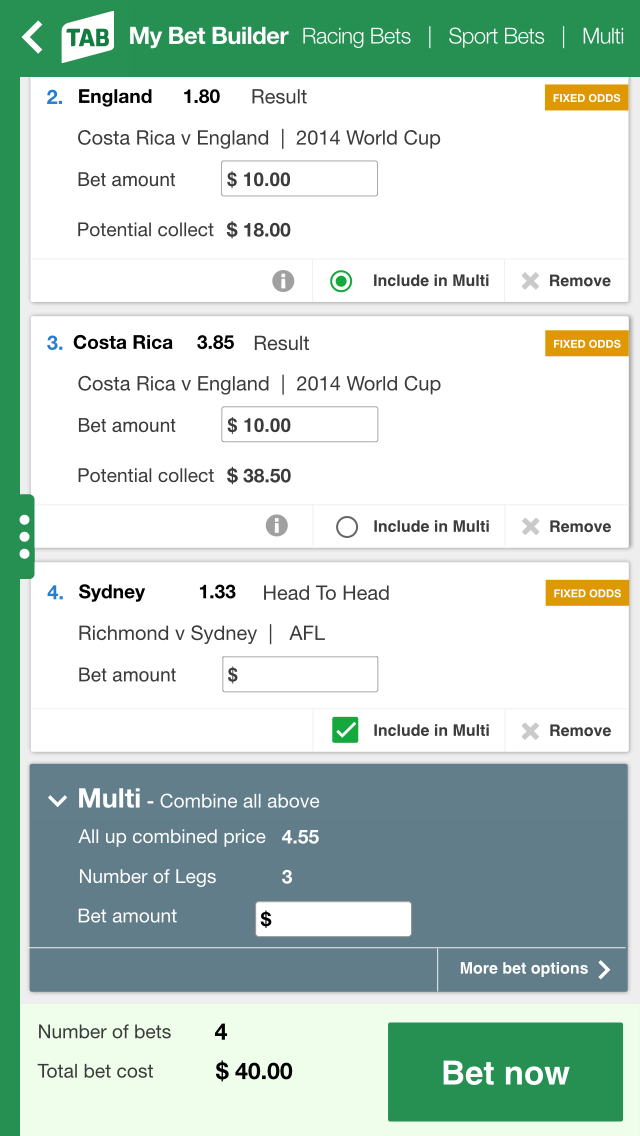 TAB My Bet Builder Racing Bets | Sport Bets | Multi
2. England 1.80 Result FIXED ODDS
Costa Rica v England | 2014 World Cup
Bet amount $ 10.00
Potential collect $ 18.00
i Include in Multi Remove
3. Costa Rica 3.85 Result FIXED ODDS
Costa Rica v England | 2014 World Cup
Bet amount $ 10.00
Potential collect $ 38.50
i Include in Multi Remove
4. Sydney 1.33 Head To Head FIXED ODDS
Richmond v Sydney | AFL
Bet amount $
Include in Multi Remove
Multi - Combine all above
All up combined price 4.55
Number of Legs 3
Bet amount $
More bet options
Number of bets 4
Total bet cost $ 40.00
Bet now